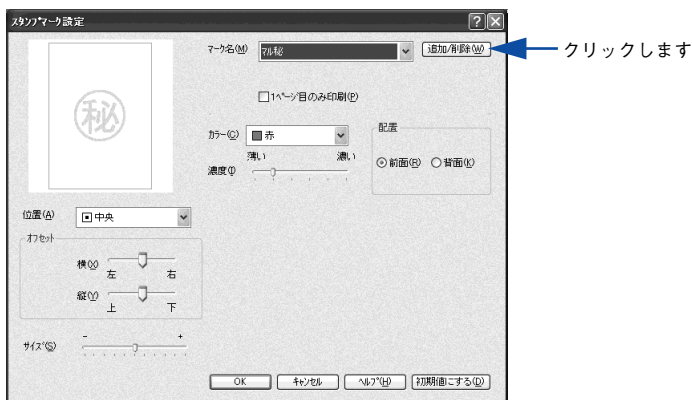 スタンプマーク設定
マーク名(M) マル秘 追加/削除(W) クリックします
1ページ目のみ印刷(P)
秘
カラー(C) 赤
配置
薄い 濃い
濃度(I)
前面(R) 背面(K)
位置(A) 中央
オフセット
横(X)
左 右
縦(Y)
上 下
サイズ(S) - +
OK キャンセル ヘルプ(H) 初期値にする(D)